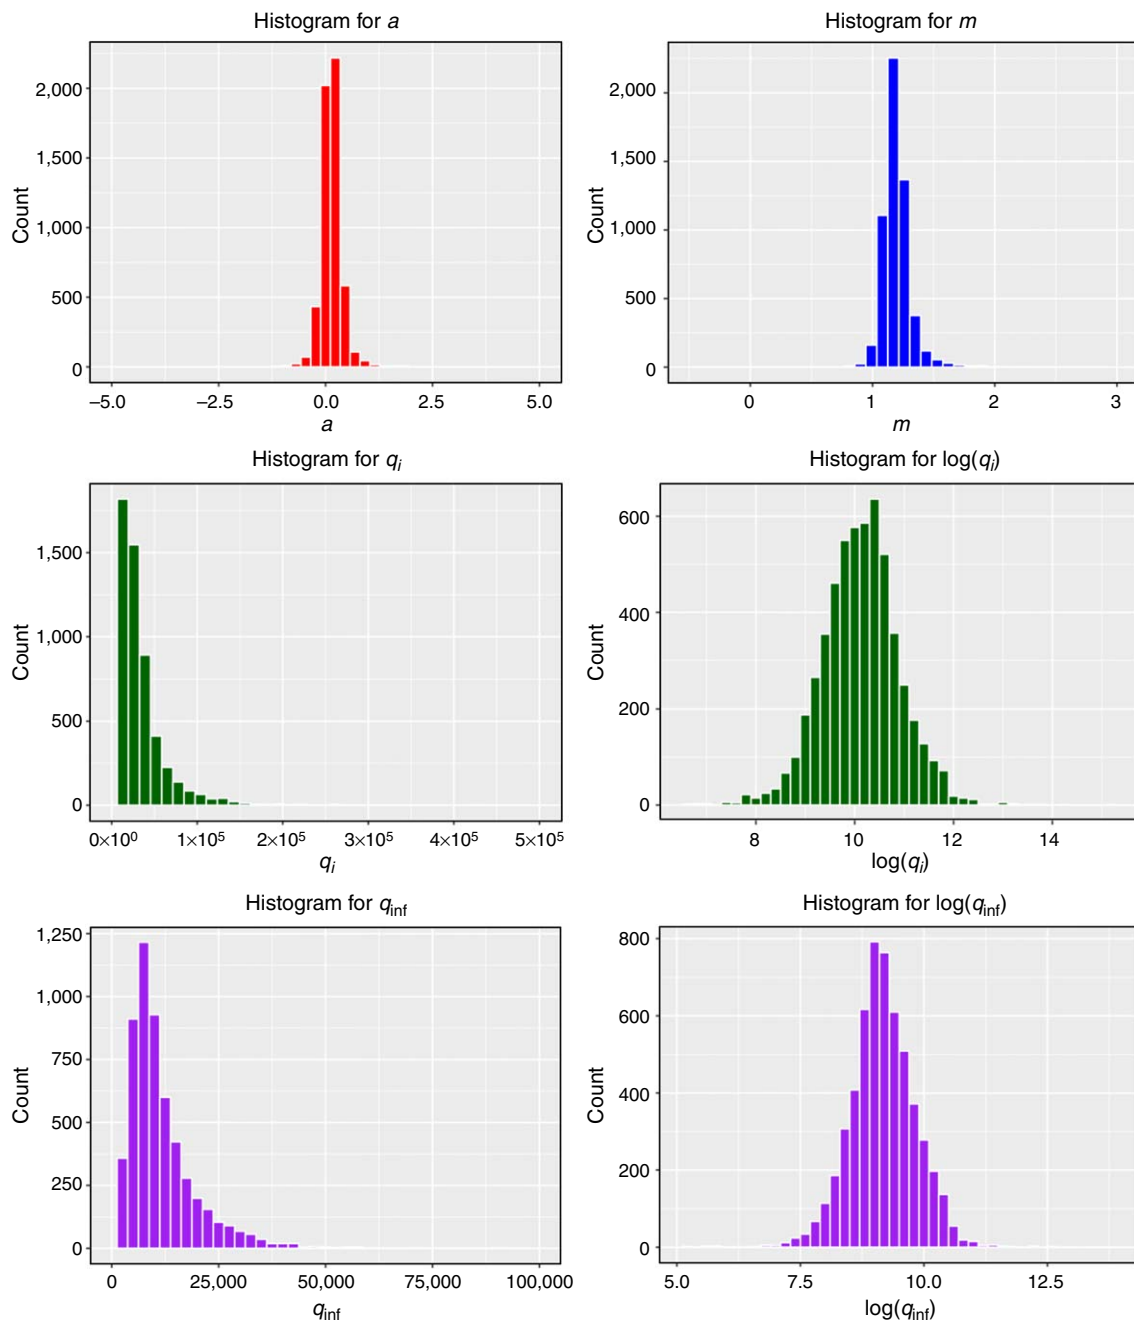 Histogram for a
Count
2,000
1,500
1,000
500
0
–5.0 –2.5 0.0 2.5 5.0
a
Histogram for m
Count
2,000
1,500
1,000
500
0
0 1 2 3
m
Histogram for qᵢ
Count
1,500
1,000
500
0
0×10⁰ 1×10⁵ 2×10⁵ 3×10⁵ 4×10⁵ 5×10⁵
qᵢ
Histogram for log(qᵢ)
Count
600
400
200
0
8 10 12 14
log(qᵢ)
Histogram for q_inf
Count
1,250
1,000
750
500
250
0
0 25,000 50,000 75,000 100,000
q_inf
Histogram for log(q_inf)
Count
800
600
400
200
0
5.0 7.5 10.0 12.5
log(q_inf)